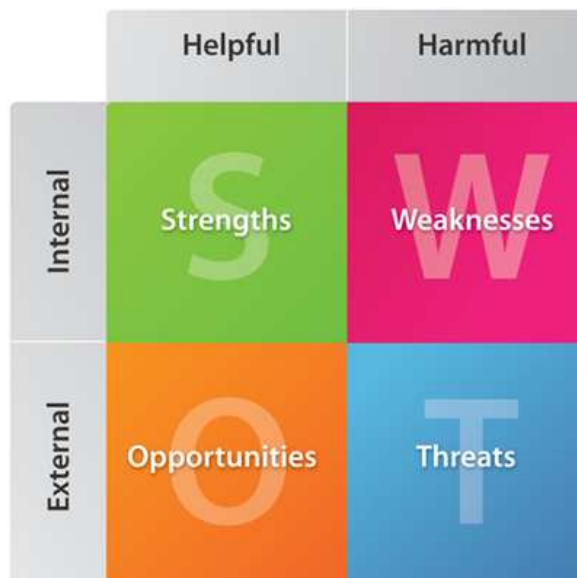 Helpful Harmful
Internal
S
Strengths
W
Weaknesses
External
O
Opportunities
T
Threats